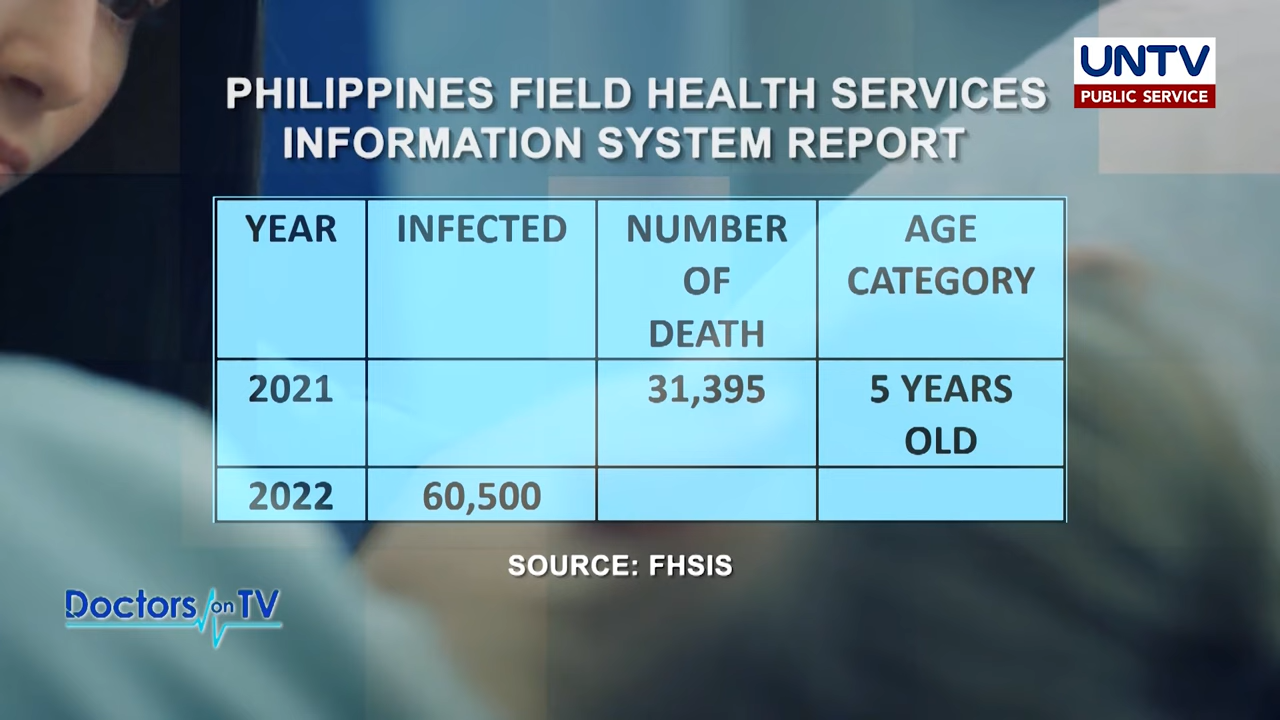 UNTV
PUBLIC SERVICE
PHILIPPINES FIELD HEALTH SERVICES
INFORMATION SYSTEM REPORT
YEAR INFECTED NUMBER OF DEATH AGE CATEGORY
2021 31,395 5 YEARS OLD
2022 60,500
SOURCE: FHSIS
Doctors on TV